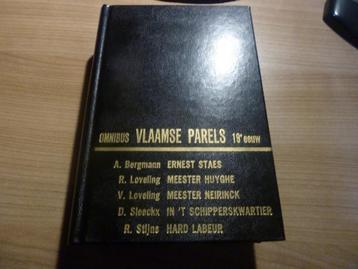 OMNIBUS VLAAMSE PARELS 19e eeuw
A. Bergmann ERNEST STAES
R. Loveling MEESTER HUYGHE
V. Loveling MEESTER NEIRINCK
D. Sleeckx IN 'T SCHIPPERSKWARTIER
R. Stijns HARD LABEUR